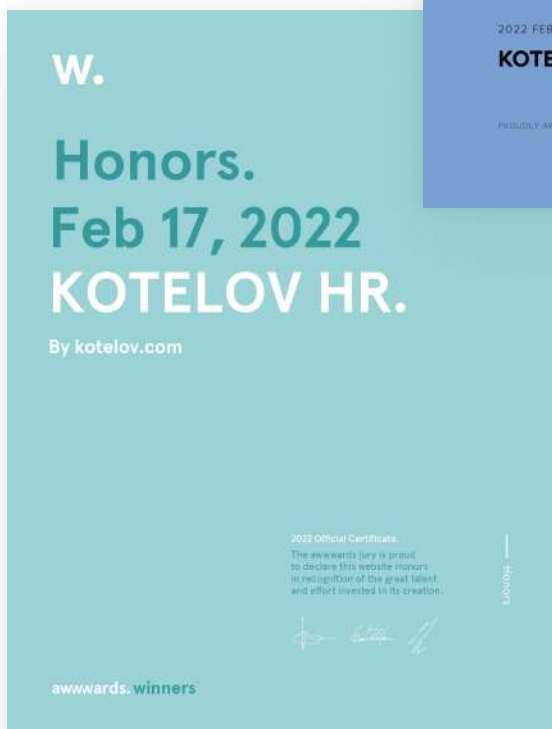 w.
Honors.
Feb 17, 2022
KOTELOV HR.
By kotelov.com
2022 Official Certificate.
The awwwards jury is proud
to declare this website Honors
in recognition of the great talent
and effort invested in its creation.
Honors
awwwards.winners
2022 FEB
KOTE
PROUDLY AW